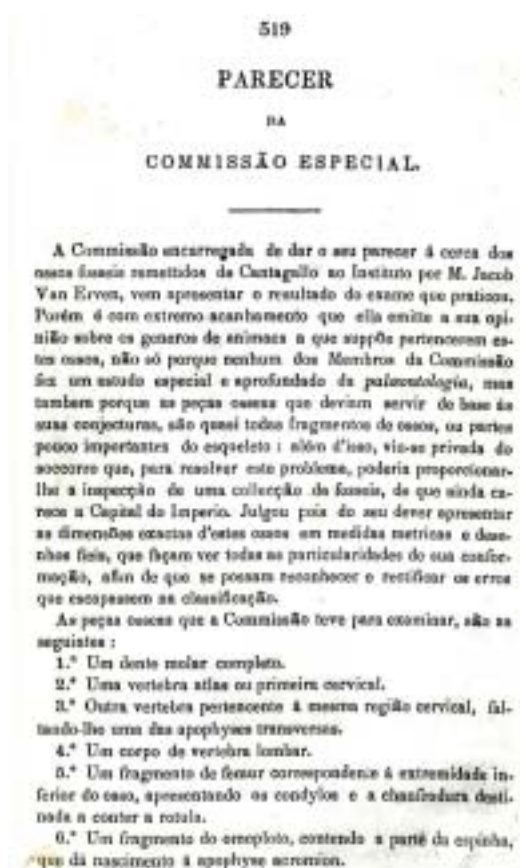 519
PARECER
DA
COMMISSÃO ESPECIAL.
A Commissão encarregada de dar o seu parecer á cerca dos
ossos fosseis remettidos de Cantagallo ao Instituto por M. Jacob
Van Erven, vem apresentar o resultado do exame que praticou.
Porém é com extremo acanhamento que ella emitte a sua opi-
nião sobre os generos de animaes a que suppõe pertencerem es-
tes ossos, não só porque nenhum dos Membros da Commissão
fez um estudo especial e aprofundado da palæontologia, mas
tambem porque as peças osseas que deviam servir de base ás
suas conjecturas, são quasi todas fragmentos de ossos, ou partes
pouco importantes do esqueleto : além d'isso, vio-se privada do
soccorro que, para resolver este problema, poderia proporcionar-
lhe a inspecção de uma collecção de fosseis, de que ainda ca-
rece a Capital do Imperio. Julgou pois do seu dever apresentar
as dimensões exactas d'estes ossos em medidas metricas e dese-
nhos fieis, que façam ver todas as particularidades de sua confor-
mação, afim de que se possam reconhecer e rectificar os erros
que escapassem na classificação.
As peças osseas que a Commissão teve para examinar, são as
seguintes :
1.° Um dente molar completo.
2.° Uma vertebra atlas ou primeira cervical.
3.° Outra vertebra pertencente á mesma região cervical, fal-
tando-lhe uma das apophyses transversas.
4.° Um corpo de vertebra lombar.
5.° Um fragmento de femur correspondente á extremidade in-
ferior do osso, apresentando os condylos e a chanfradura desti-
nada a conter a rotula.
6.° Um fragmento do omoplato, contendo a parte da espinha,
que dá nascimento á apophyse acromion.